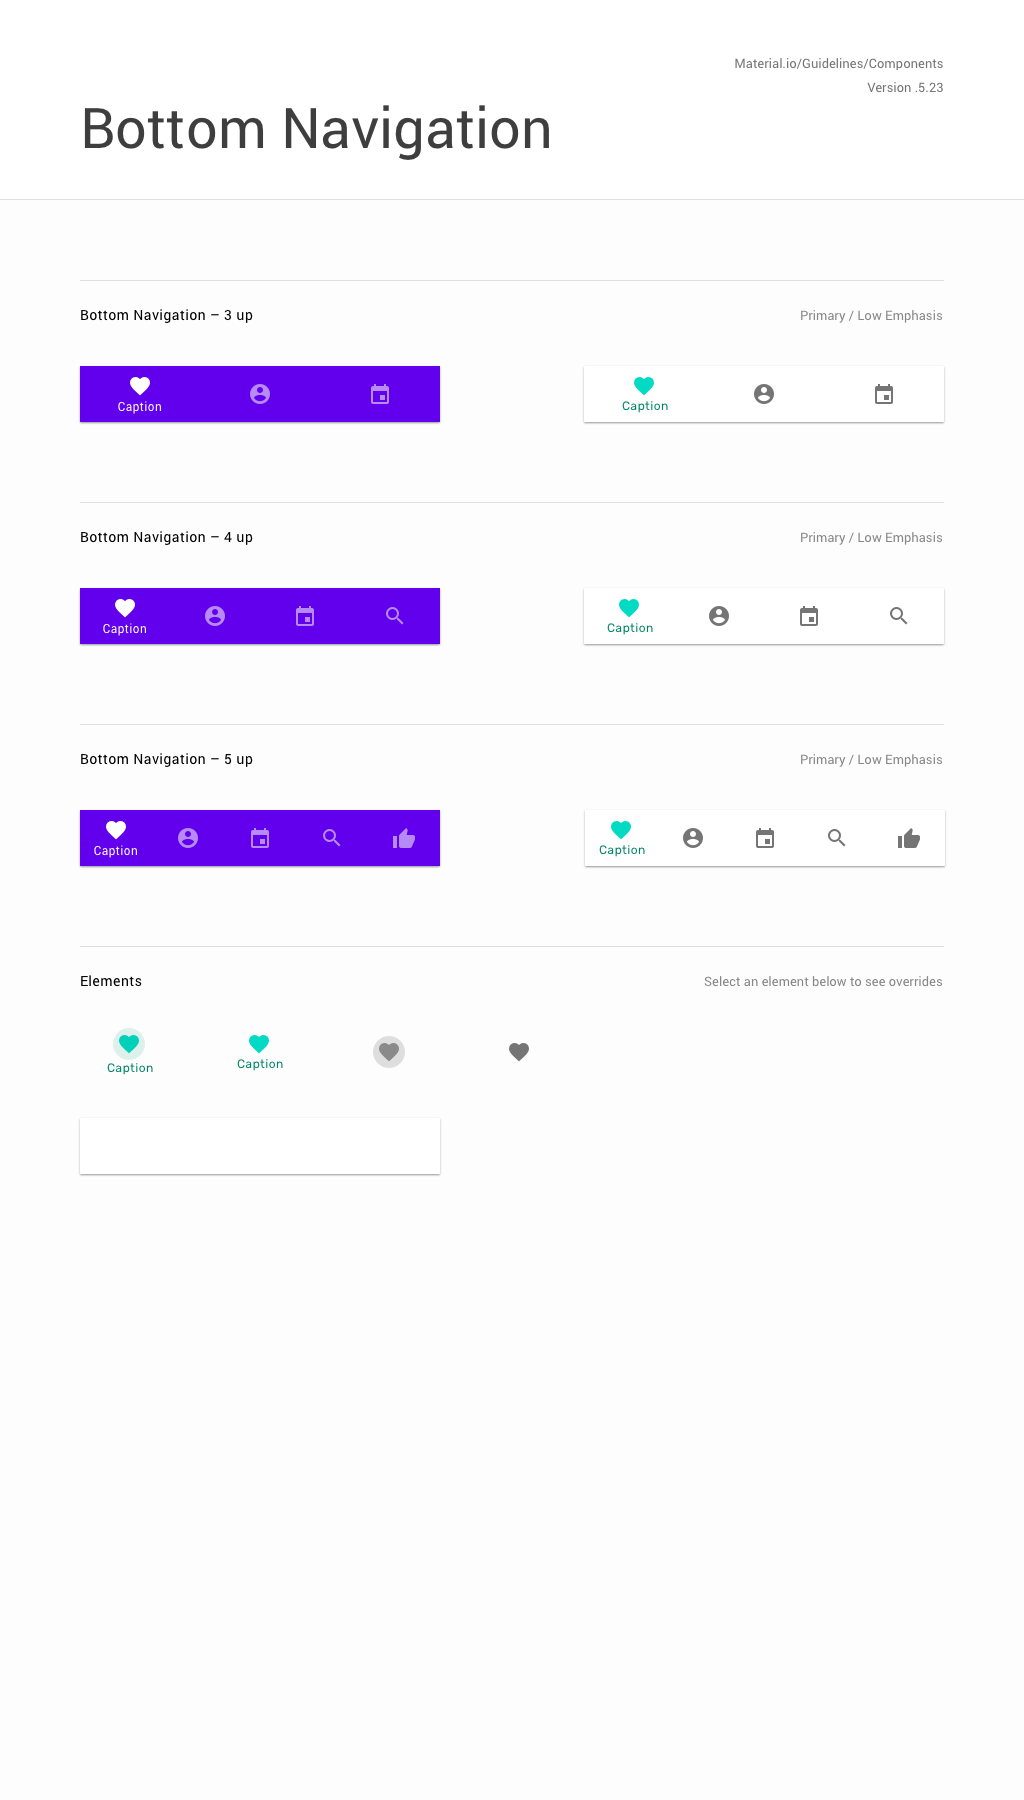 Material.io/Guidelines/Components
Version .5.23
Bottom Navigation
Bottom Navigation – 3 up
Primary / Low Emphasis
Caption
Caption
Bottom Navigation – 4 up
Primary / Low Emphasis
Caption
Caption
Bottom Navigation – 5 up
Primary / Low Emphasis
Caption
Caption
Elements
Select an element below to see overrides
Caption
Caption